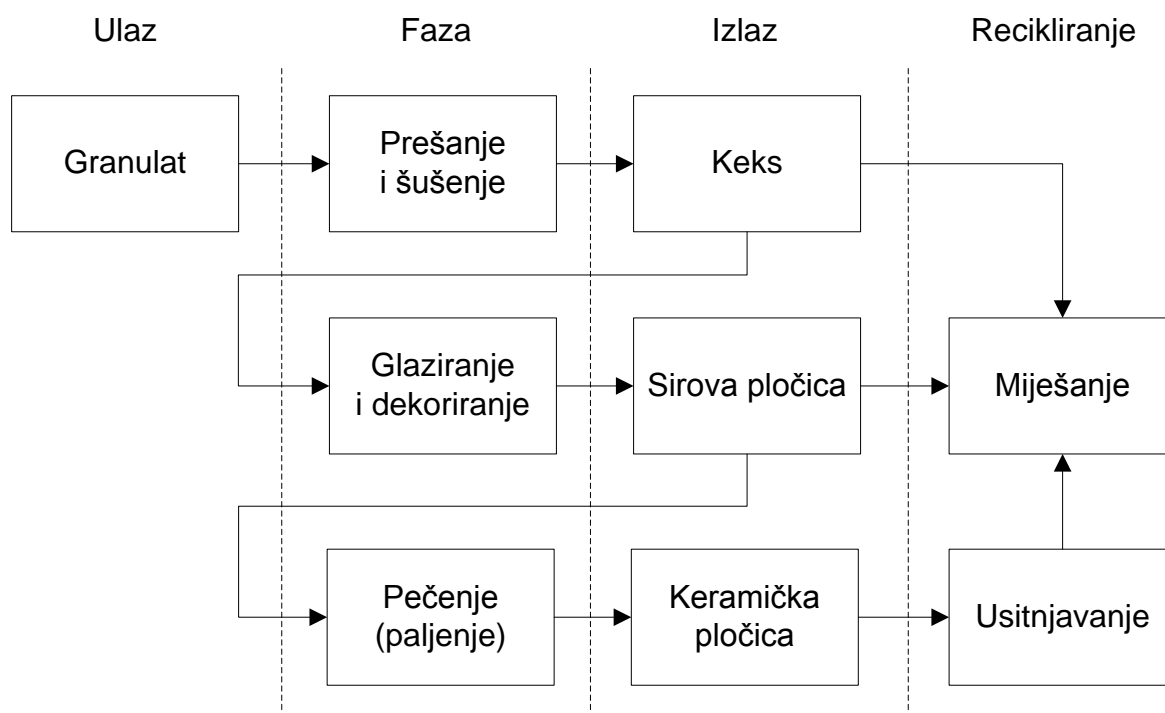 Ulaz
Faza
Izlaz
Recikliranje
Granulat
Prešanje
i šušenje
Keks
Glaziranje
i dekoriranje
Sirova pločica
Miješanje
Pečenje
(paljenje)
Keramička
pločica
Usitnjavanje